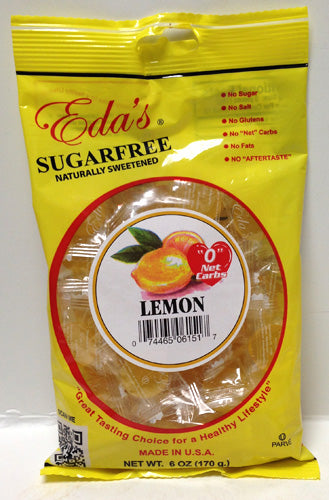 Eda's®
SUGARFREE
NATURALLY SWEETENED
No Sugar
No Salt
No Glutens
No "Net" Carbs
No Fats
NO "AFTERTASTE"
"0"
Net
Carbs
LEMON
0 74465 06151 7
SCAN ME
"Great Tasting Choice for a Healthy Lifestyle"
MADE IN U.S.A.
NET WT. 6 OZ (170 g.)
U
PARVE